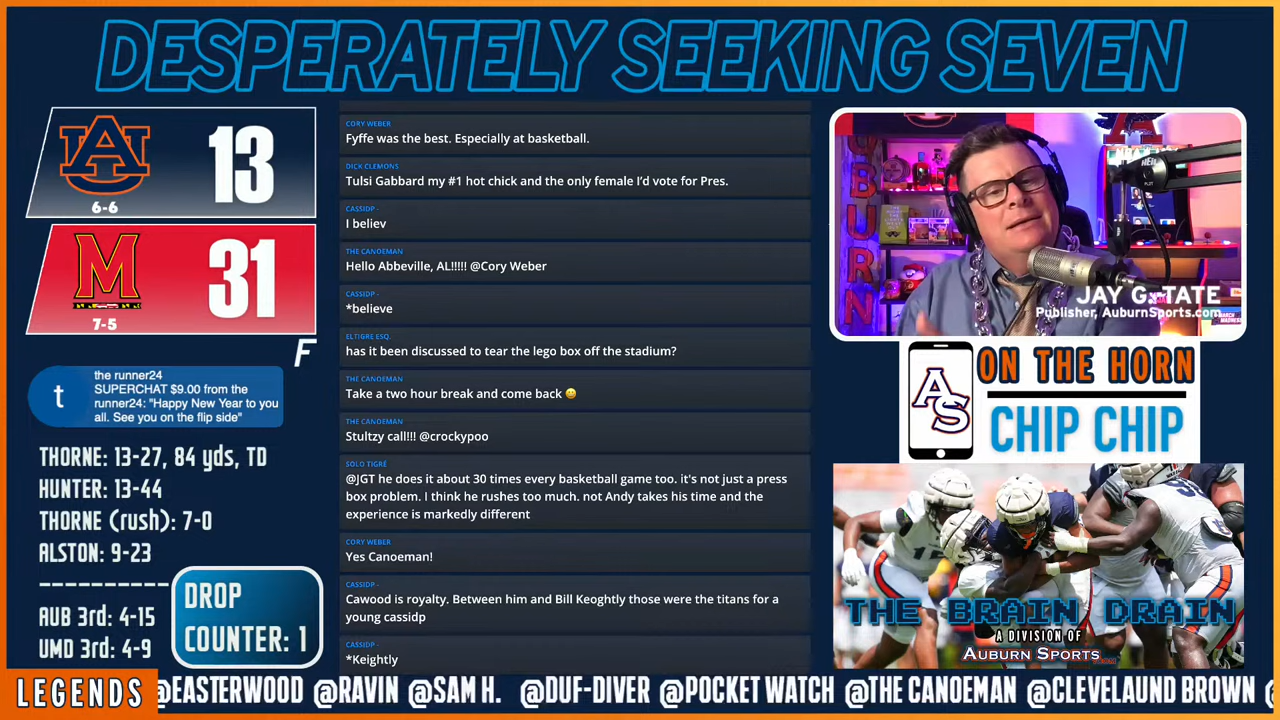 DESPERATELY SEEKING SEVEN
13
6-6
M
31
7-5
F
t
the runner24
SUPERCHAT $9.00 from the
runner24: "Happy New Year to you
all. See you on the flip side"
THORNE: 13-27, 84 yds, TD
HUNTER: 13-44
THORNE (rush): 7-0
ALSTON: 9-23
----------
AUB 3rd: 4-15
UMD 3rd: 4-9
DROP
COUNTER: 1
CORY WEBER
Fyffe was the best. Especially at basketball.
DICK CLEMONS
Tulsi Gabbard my #1 hot chick and the only female I'd vote for Pres.
CASSIDP -
I believ
THE CANOEMAN
Hello Abbeville, AL!!!!! @Cory Weber
CASSIDP -
*believe
ELTIGRE ESQ.
has it been discussed to tear the lego box off the stadium?
THE CANOEMAN
Take a two hour break and come back
THE CANOEMAN
Stultzy call!!! @crockypoo
SOLO TIGRÉ
@JGT he does it about 30 times every basketball game too. it's not just a press
box problem. I think he rushes too much. not Andy takes his time and the
experience is markedly different
CORY WEBER
Yes Canoeman!
CASSIDP -
Cawood is royalty. Between him and Bill Keoghtly those were the titans for a
young cassidp
CASSIDP -
*Keightly
JAY G. TATE
Publisher, AuburnSports.com
AS
ON THE HORN
CHIP CHIP
THE BRAIN DRAIN
A DIVISION OF
AUBURN SPORTS
LEGENDS
@EASTERWOOD @RAVIN @SAM H. @DUF-DIVER @POCKET WATCH @THE CANOEMAN @CLEVELAUND BROWN